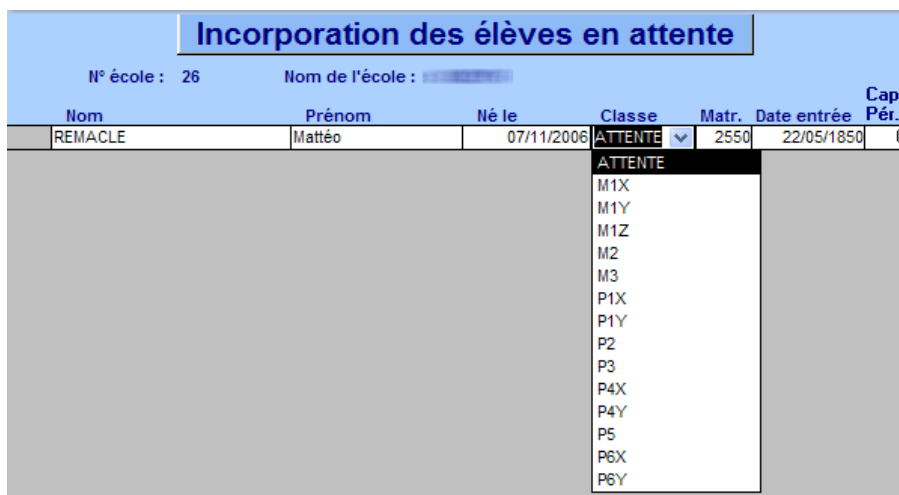 Incorporation des élèves en attente
N° école : 26 Nom de l'école :
Cap
Nom Prénom Né le Classe Matr. Date entrée Pér.
REMACLE Mattéo 07/11/2006 ATTENTE 2550 22/05/1850
ATTENTE
M1X
M1Y
M1Z
M2
M3
P1X
P1Y
P2
P3
P4X
P4Y
P5
P6X
P6Y